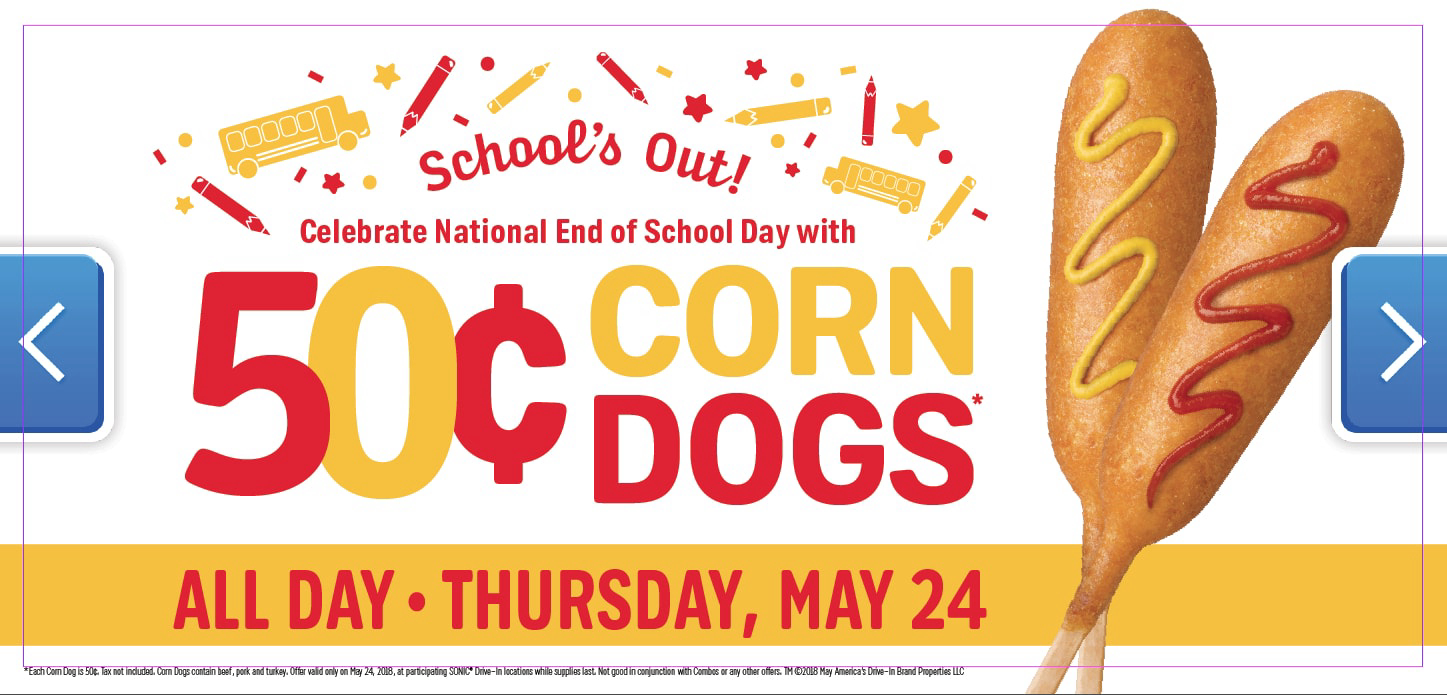 School's Out!
Celebrate National End of School Day with
50¢ CORN
DOGS*
ALL DAY • THURSDAY, MAY 24
*Each Corn Dog is 50¢. Tax not included. Corn Dogs contain beef, pork and turkey. Offer valid only on May 24, 2018, at participating SONIC® Drive-In locations while supplies last. Not good in conjunction with Combos or any other offers. TM ©2018 May America's Drive-In Brand Properties LLC